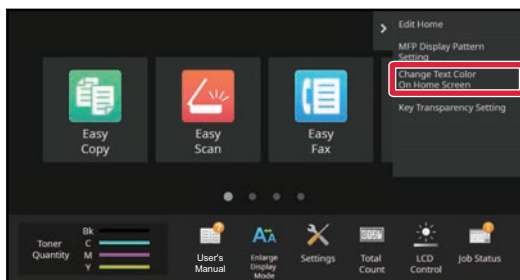 Edit Home
MFP Display Pattern
Setting
Change Text Color
On Home Screen
Key Transparency Setting
Easy
Copy
Easy
Scan
Easy
Fax
Toner
Quantity
Bk
C
M
Y
User's
Manual
Enlarge
Display
Mode
Settings
Total
Count
LCD
Control
Job Status